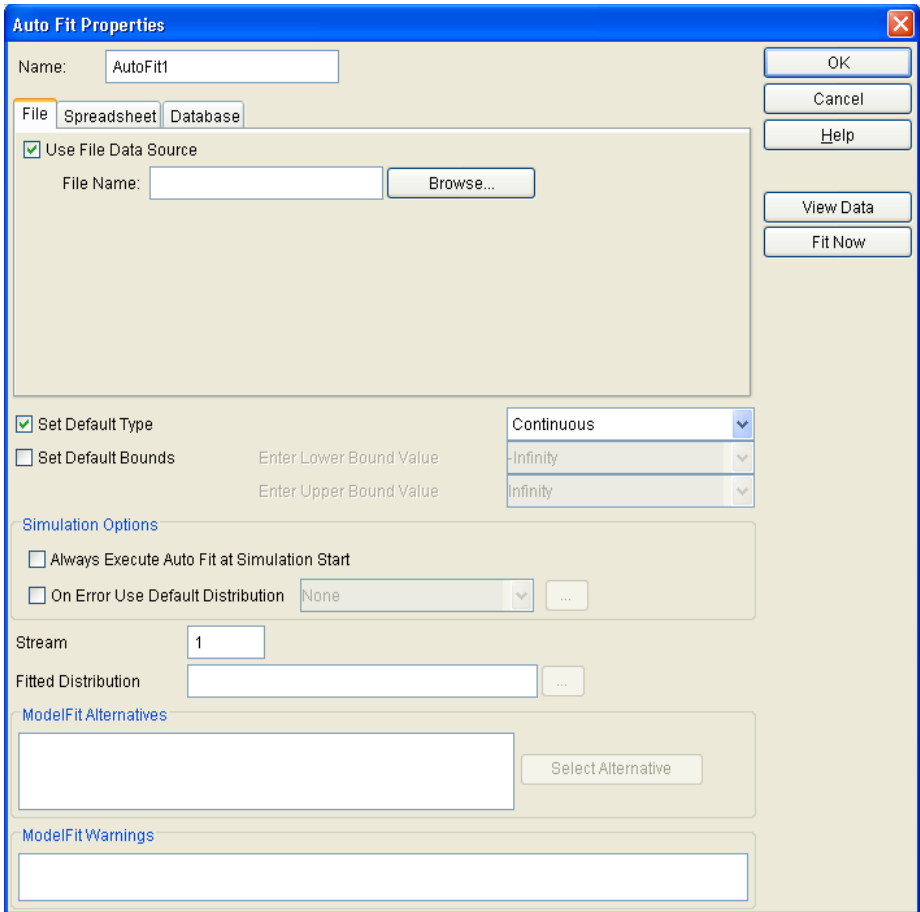 Auto Fit Properties
Name: AutoFit1
OK
Cancel
Help
File Spreadsheet Database
Use File Data Source
File Name: Browse...
View Data
Fit Now
Set Default Type Continuous
Set Default Bounds Enter Lower Bound Value -Infinity
Enter Upper Bound Value Infinity
Simulation Options
Always Execute Auto Fit at Simulation Start
On Error Use Default Distribution None ...
Stream 1
Fitted Distribution ...
ModelFit Alternatives
Select Alternative
ModelFit Warnings